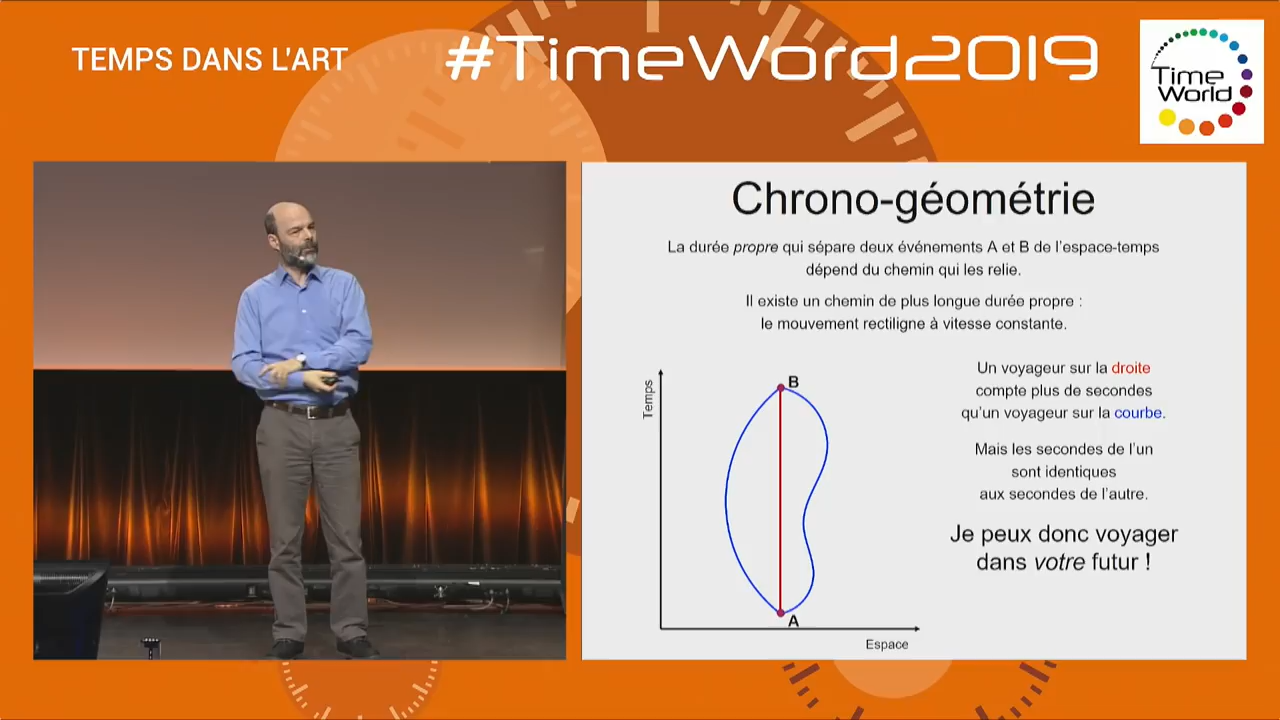 TEMPS DANS L'ART
#TimeWord2019
Time
World
Chrono-géométrie
La durée propre qui sépare deux événements A et B de l'espace-temps
dépend du chemin qui les relie.
Il existe un chemin de plus longue durée propre :
le mouvement rectiligne à vitesse constante.
Un voyageur sur la droite
compte plus de secondes
qu'un voyageur sur la courbe.
Mais les secondes de l'un
sont identiques
aux secondes de l'autre.
Je peux donc voyager
dans votre futur !
Temps
B
A
Espace